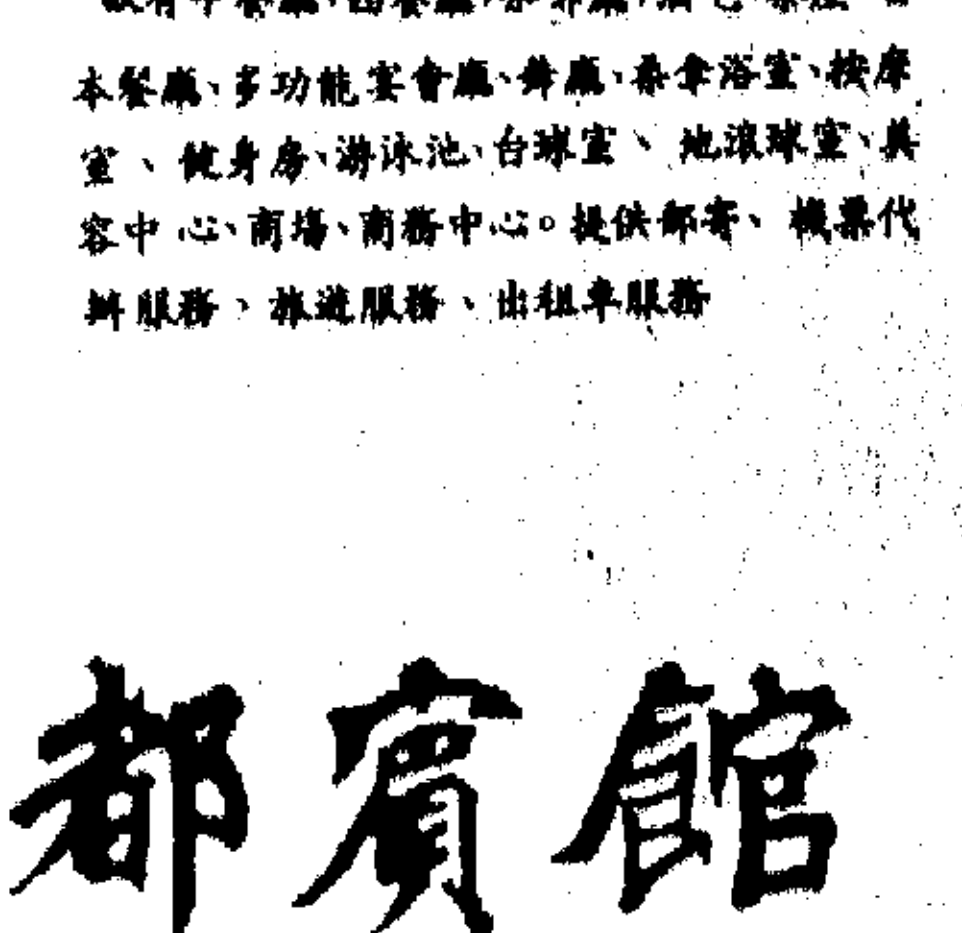 本餐廳、多功能宴會廳、舞廳、桑拿浴室、按摩
室、健身房、游泳池、台球室、地滾球室、美
容中心、商場、商務中心。提供郵寄、機票代
辦服務、旅遊服務、出租車服務
都賓館